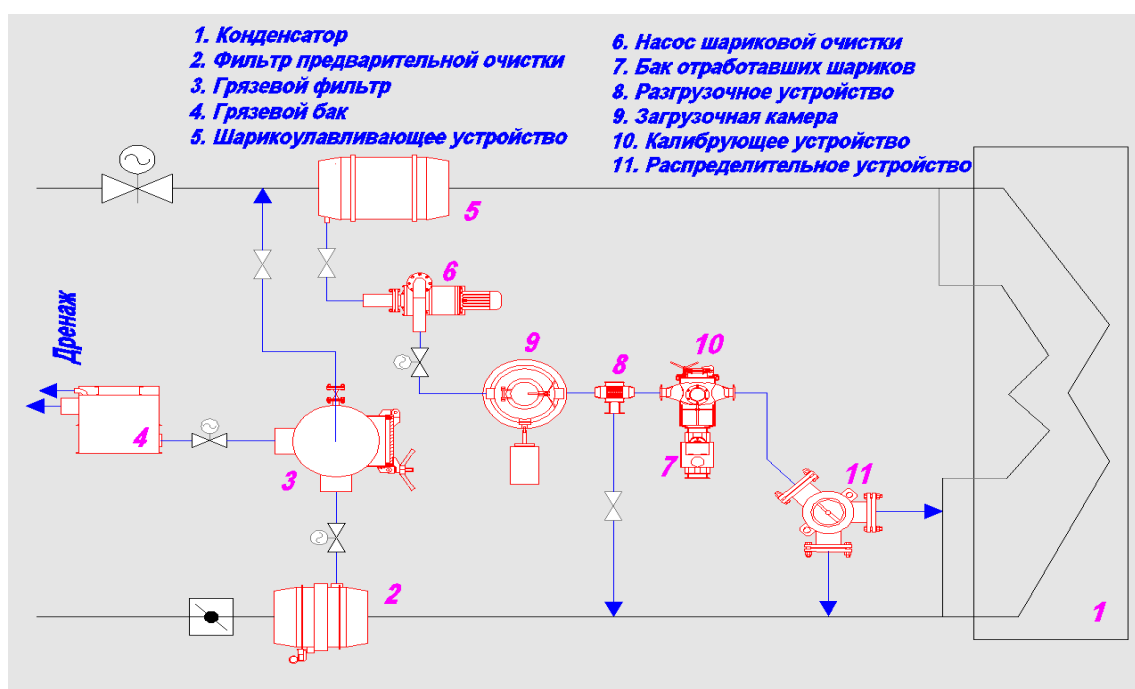 1. Конденсатор
2. Фильтр предварительной очистки
3. Грязевой фильтр
4. Грязевой бак
5. Шарикоулавливающее устройство
6. Насос шариковой очистки
7. Бак отработавших шариков
8. Разгрузочное устройство
9. Загрузочная камера
10. Калибрующее устройство
11. Распределительное устройство
5
6
Дренаж
9
8
10
4
3
7
11
2
1